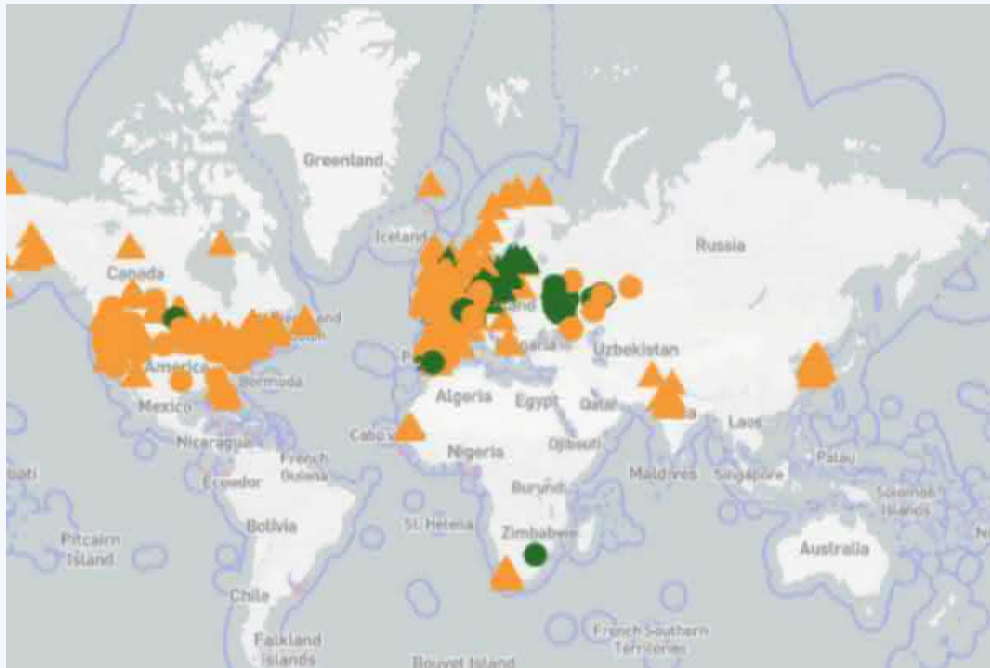 Greenland
Iceland
Russia
Canada
Uzbekistan
America
Bermuda
Mexico
Algeria
Egypt
Qatar
Laos
Nicaragua
Nigeria
Djibouti
Palau
French
Guiana
Ecuador
Maldives
Singapore
Burundi
Solomon
Islands
Bolivia
St. Helena
Zimbabwe
Pitcairn
Island
Australia
Chile
French Southern
Territories
Falkland
Islands
Bouvet Island